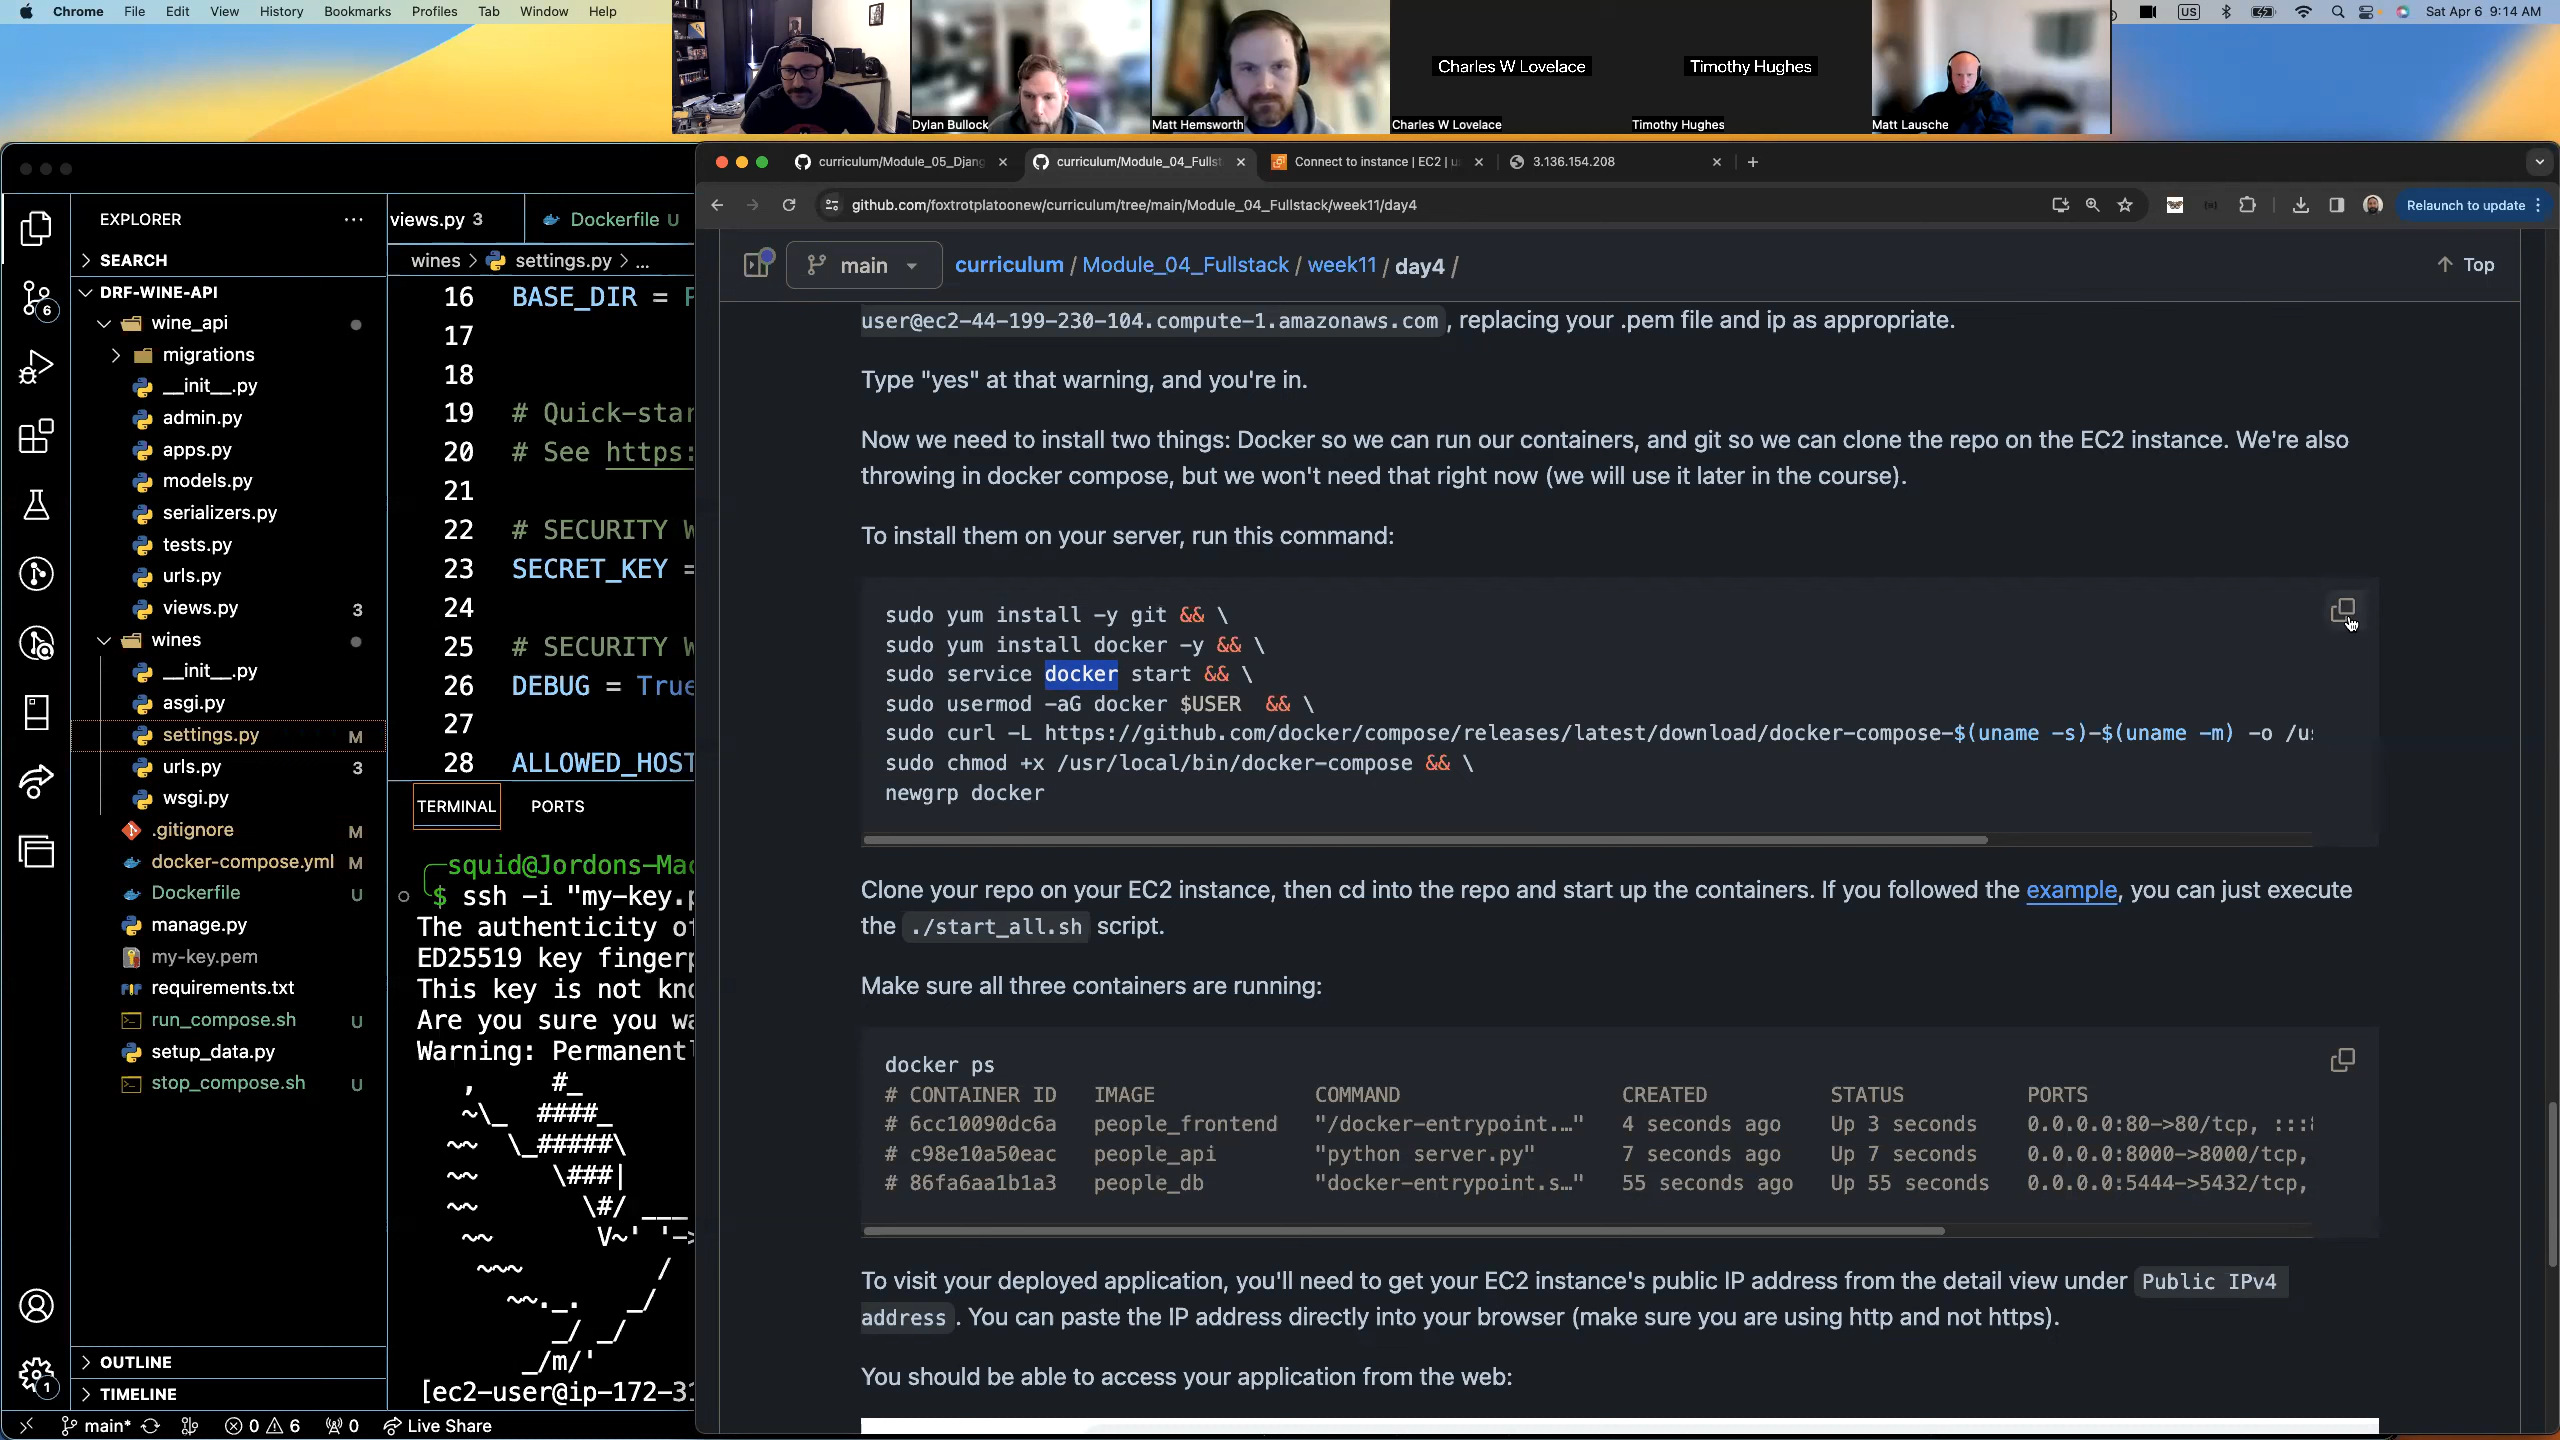 Chrome File Edit View History Bookmarks Profiles Tab Window Help
US Sat Apr 6 9:14 AM
Charles W Lovelace
Timothy Hughes
Dylan Bullock
Matt Hemsworth
Charles W Lovelace
Timothy Hughes
Matt Lausche
EXPLORER
SEARCH
DRF-WINE-API
wine_api
migrations
__init__.py
admin.py
apps.py
models.py
serializers.py
tests.py
urls.py
views.py 3
wines
__init__.py
asgi.py
settings.py M
urls.py 3
wsgi.py
.gitignore M
docker-compose.yml M
Dockerfile U
manage.py
my-key.pem
requirements.txt
run_compose.sh U
setup_data.py
stop_compose.sh U
OUTLINE
TIMELINE
6
1
main* 0 6 0 Live Share
views.py 3 Dockerfile U
wines > settings.py > ...
16 BASE_DIR =
17
18
19 # Quick-star
20 # See https:
21
22 # SECURITY
23 SECRET_KEY =
24
25 # SECURITY
26 DEBUG = True
27
28 ALLOWED_HOST
TERMINAL PORTS
squid@Jordons-Mac
$ ssh -i "my-key.p
The authenticity of
ED25519 key fingerp
This key is not kno
Are you sure you wa
Warning: Permanentl
, #_
~\_ ####_
~~ \_#####\
~~ \###|
~~ \#/ ___
~~ V~' '->
~~~ /
~~._. _/
_/ _/
_/m/'
[ec2-user@ip-172-31
curriculum/Module_05_Djang
curriculum/Module_04_Fulls
Connect to instance | EC2 | u
3.136.154.208
github.com/foxtrotplatoonew/curriculum/tree/main/Module_04_Fullstack/week11/day4
Relaunch to update
main curriculum / Module_04_Fullstack / week11 / day4 /
Top
user@ec2-44-199-230-104.compute-1.amazonaws.com , replacing your .pem file and ip as appropriate.
Type "yes" at that warning, and you're in.
Now we need to install two things: Docker so we can run our containers, and git so we can clone the repo on the EC2 instance. We're also
throwing in docker compose, but we won't need that right now (we will use it later in the course).
To install them on your server, run this command:
sudo yum install -y git && \
sudo yum install docker -y && \
sudo service docker start && \
sudo usermod -aG docker $USER && \
sudo curl -L https://github.com/docker/compose/releases/latest/download/docker-compose-$(uname -s)-$(uname -m) -o /us
sudo chmod +x /usr/local/bin/docker-compose && \
newgrp docker
Clone your repo on your EC2 instance, then cd into the repo and start up the containers. If you followed the example, you can just execute
the ./start_all.sh script.
Make sure all three containers are running:
docker ps
# CONTAINER ID IMAGE COMMAND CREATED STATUS PORTS
# 6cc10090dc6a people_frontend "/docker-entrypoint.…" 4 seconds ago Up 3 seconds 0.0.0.0:80->80/tcp, :::8
# c98e10a50eac people_api "python server.py" 7 seconds ago Up 7 seconds 0.0.0.0:8000->8000/tcp,
# 86fa6aa1b1a3 people_db "docker-entrypoint.s…" 55 seconds ago Up 55 seconds 0.0.0.0:5444->5432/tcp,
To visit your deployed application, you'll need to get your EC2 instance's public IP address from the detail view under Public IPv4
address . You can paste the IP address directly into your browser (make sure you are using http and not https).
You should be able to access your application from the web: